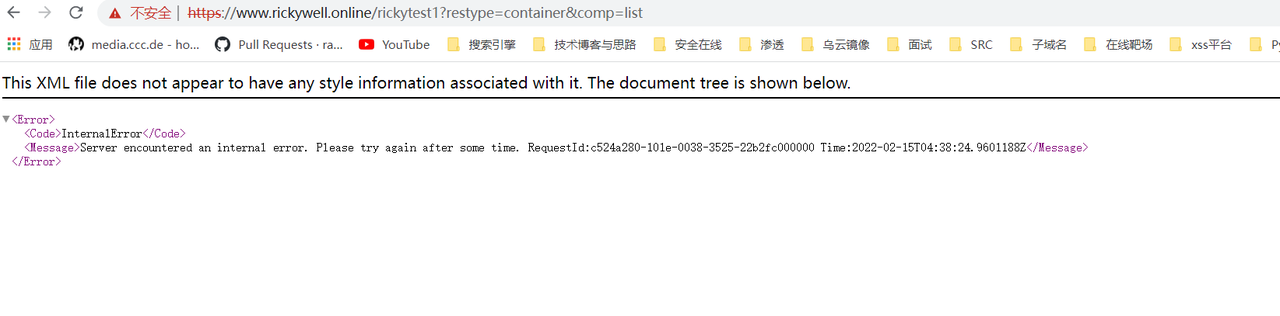 不安全 | https://www.rickywell.online/rickytest1?restype=container&comp=list
应用 media.ccc.de - ho... Pull Requests · ra... YouTube 搜索引擎 技术博客与思路 安全在线 渗透 乌云镜像 面试 SRC 子域名 在线靶场 xss平台 Py
This XML file does not appear to have any style information associated with it. The document tree is shown below.
<Error>
<Code>InternalError</Code>
<Message>Server encountered an internal error. Please try again after some time. RequestId:c524a280-101e-0038-3525-22b2fc000000 Time:2022-02-15T04:38:24.9601188Z</Message>
</Error>